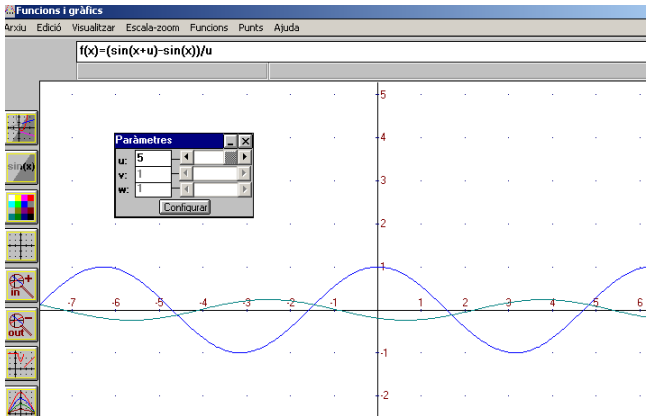 Funcions i gràfics
Arxiu Edició Visualitzar Escala-zoom Funcions Punts Ajuda
f(x)=(sin(x+u)-sin(x))/u
5
4
Paràmetres
u: 5
sin(x)
v: 1
3
w: 1
Configurar
2
1
in
-7 -6 -5 -4 -3 -2 -1 1 2 3 4 5 6
out
-1
-2